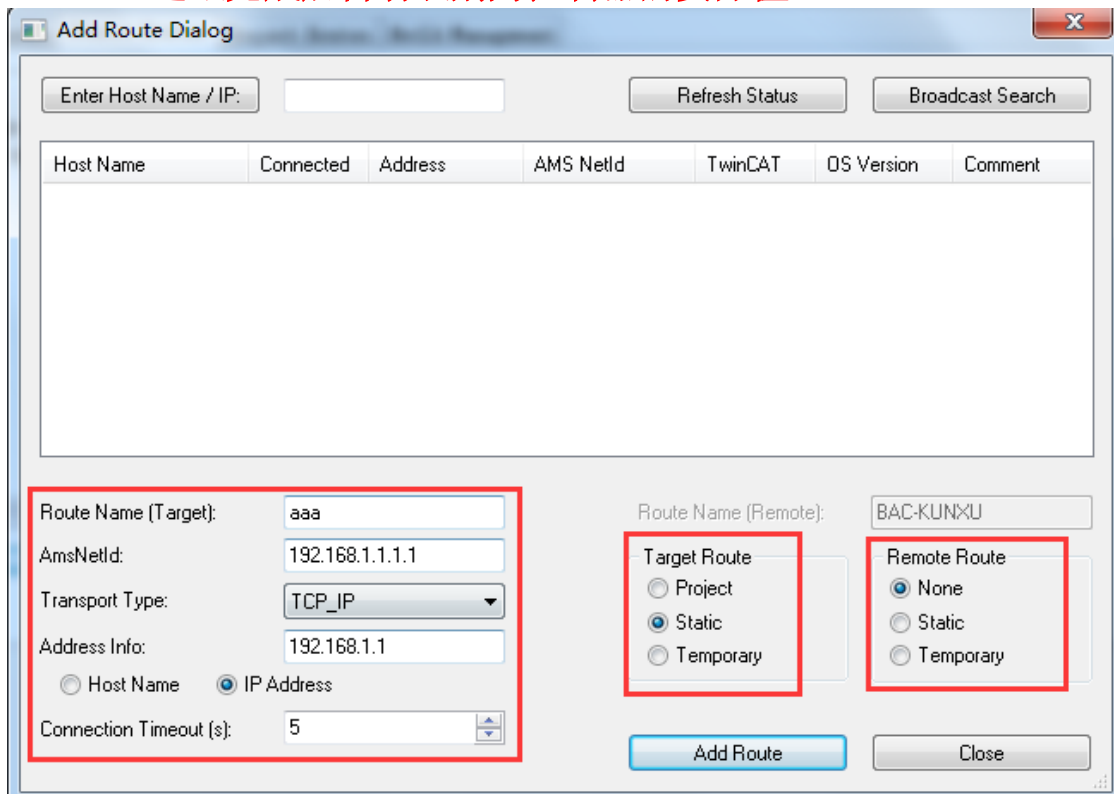 Add Route Dialog
Enter Host Name / IP:
Refresh Status
Broadcast Search
Host Name Connected Address AMS NetId TwinCAT OS Version Comment
Route Name (Target): aaa
Route Name (Remote): BAC-KUNXU
AmsNetId: 192.168.1.1.1.1
Target Route
Remote Route
Transport Type: TCP_IP
Project
None
Address Info: 192.168.1.1
Static
Static
Host Name IP Address
Temporary
Temporary
Connection Timeout (s): 5
Add Route
Close